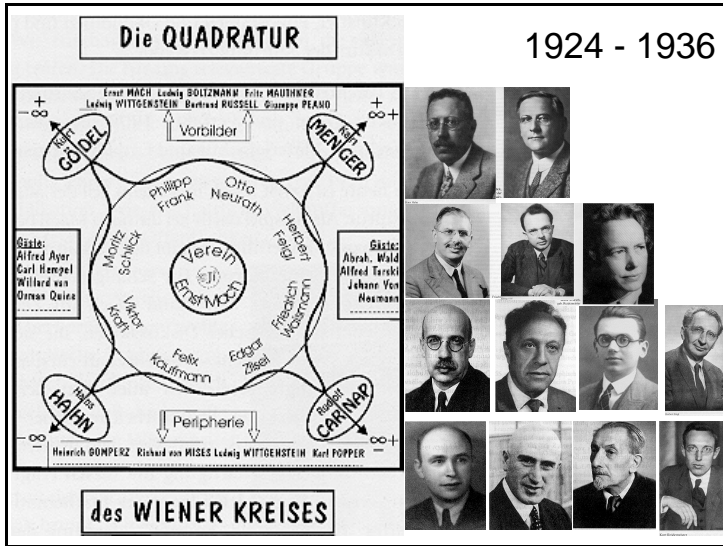 Die QUADRATUR
1924 - 1936
Ernst MACH Ludwig BOLTZMANN Fritz MAUTHNER
Ludwig WITTGENSTEIN Bertrand RUSSELL Giuseppe PEANO
Vorbilder
+
-∞
Kurt
GÖDEL
Karl
MENGER
+
∞+
Philipp
Frank
Otto
Neurath
Moritz
Schlick
Herbert
Feigl
Gäste:
Alfred Ayer
Carl Hempel
Willard van
Orman Quine
Verein
Ernst Mach
Gäste:
Abrah. Wald
Alfred Tarski
Johann Von
Neumann
Viktor
Kraft
Friedrich
Waismann
Felix
Kaufmann
Edgar
Zilsel
Hans
HAHN
Rudolf
CARNAP
-∞
−
∞+
−
Peripherie
Heinrich GOMPERZ Richard von MISES Ludwig WITTGENSTEIN Karl POPPER
des WIENER KREISES